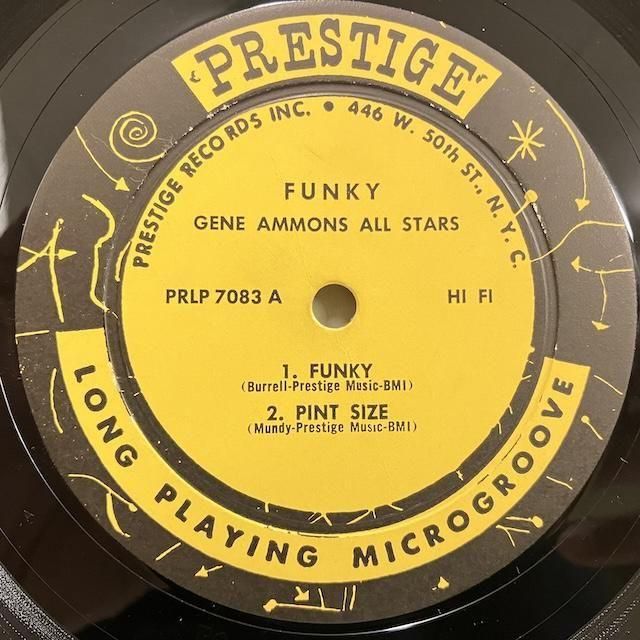 PRESTIGE
PRESTIGE RECORDS INC. • 446 W. 50th ST., N. Y. C.
FUNKY
GENE AMMONS ALL STARS
PRLP 7083 A
HI FI
1. FUNKY
(Burrell-Prestige Music-BMI)
2. PINT SIZE
(Mundy-Prestige Music-BMI)
LONG PLAYING MICROGROOVE